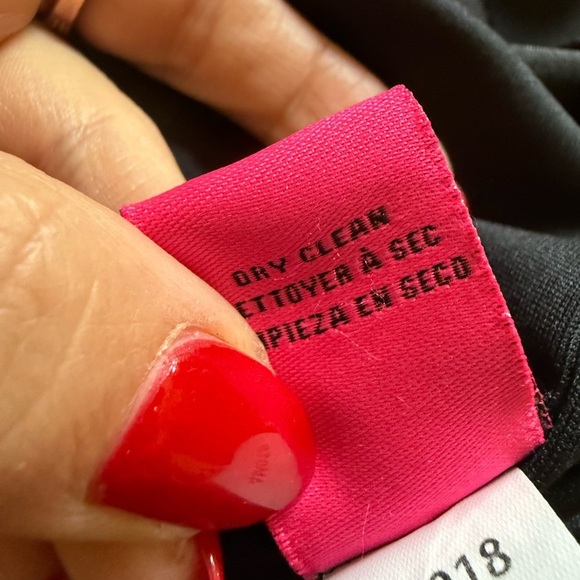 DRY CLEAN
ETTOYER À SEC
PIEZA EN SECO
018